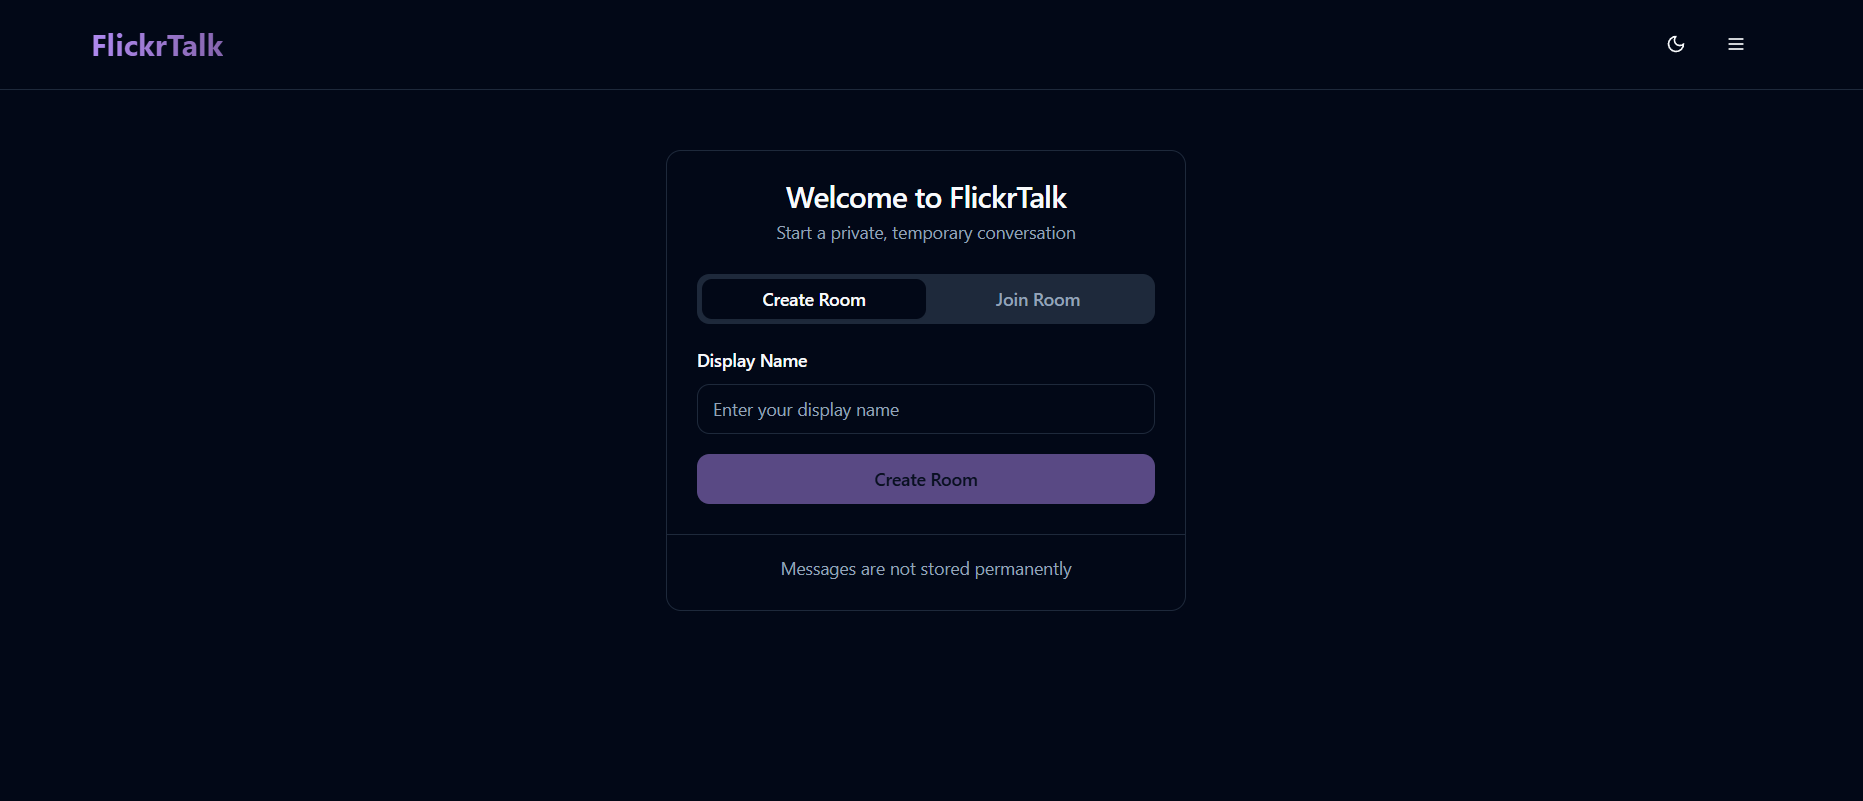 FlickrTalk
Welcome to FlickrTalk
Start a private, temporary conversation
Create Room
Join Room
Display Name
Enter your display name
Create Room
Messages are not stored permanently